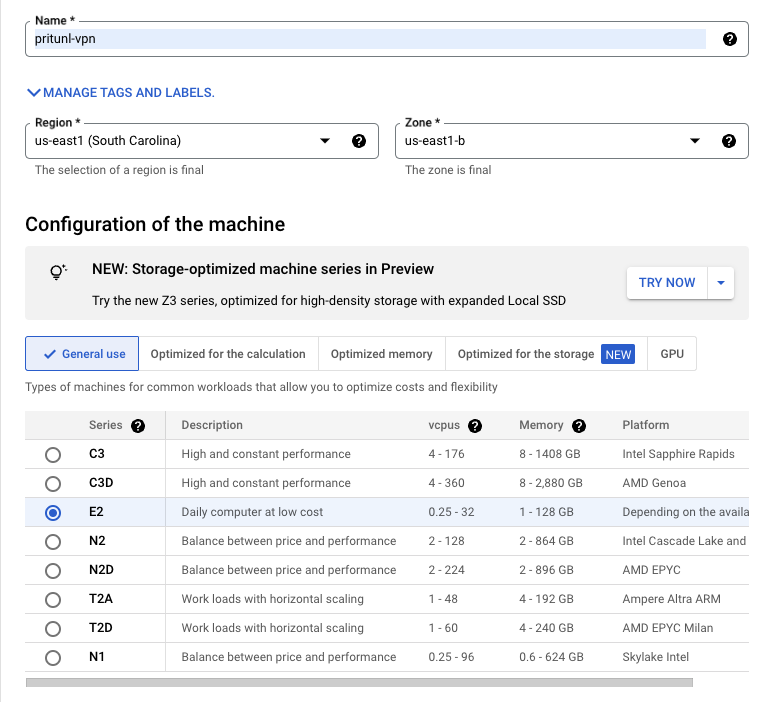 Name *
pritunl-vpn
MANAGE TAGS AND LABELS.
Region * Zone *
us-east1 (South Carolina) us-east1-b
The selection of a region is final The zone is final
Configuration of the machine
NEW: Storage-optimized machine series in Preview
Try the new Z3 series, optimized for high-density storage with expanded Local SSD
TRY NOW
General use Optimized for the calculation Optimized memory Optimized for the storage NEW GPU
Types of machines for common workloads that allow you to optimize costs and flexibility
Series Description vcpus Memory Platform
C3 High and constant performance 4 - 176 8 - 1408 GB Intel Sapphire Rapids
C3D High and constant performance 4 - 360 8 - 2,880 GB AMD Genoa
E2 Daily computer at low cost 0.25 - 32 1 - 128 GB Depending on the availa
N2 Balance between price and performance 2 - 128 2 - 864 GB Intel Cascade Lake and
N2D Balance between price and performance 2 - 224 2 - 896 GB AMD EPYC
T2A Work loads with horizontal scaling 1 - 48 4 - 192 GB Ampere Altra ARM
T2D Work loads with horizontal scaling 1 - 60 4 - 240 GB AMD EPYC Milan
N1 Balance between price and performance 0.25 - 96 0.6 - 624 GB Skylake Intel